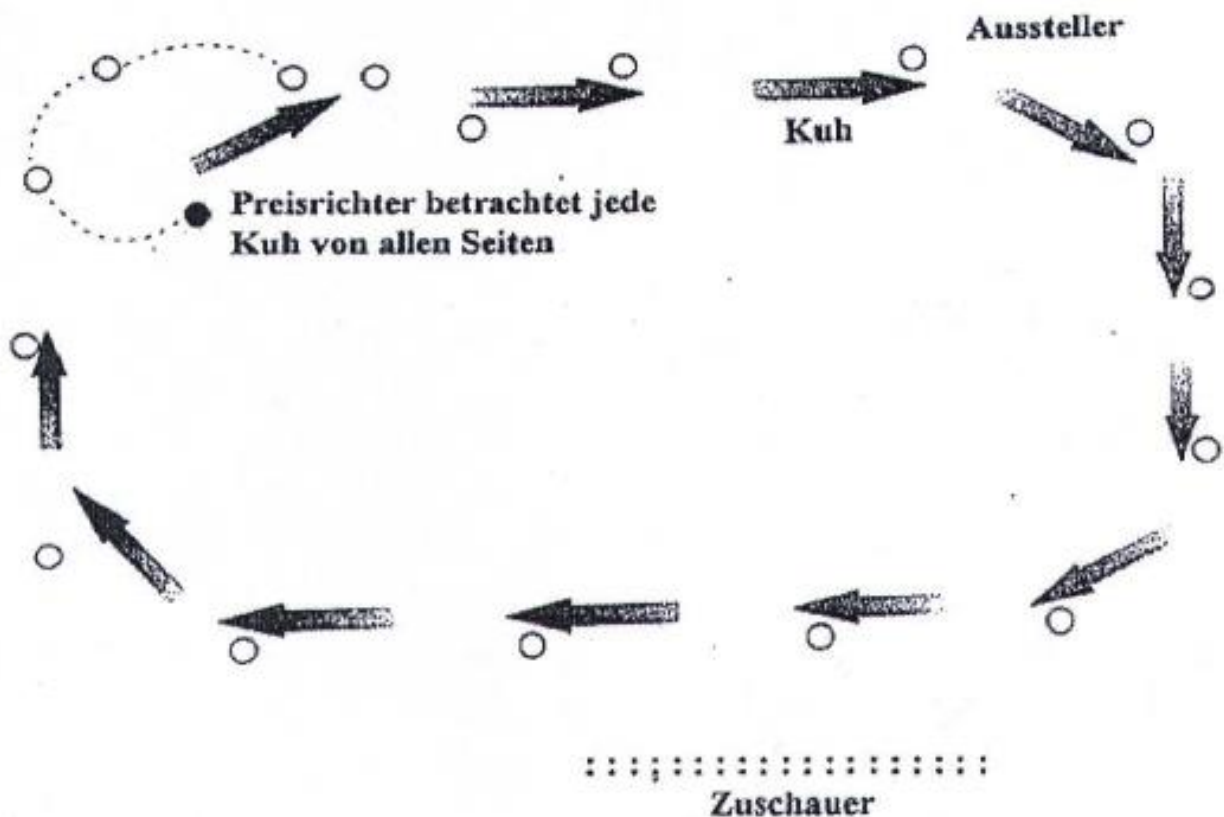 Aussteller
Kuh
Preisrichter betrachtet jede
Kuh von allen Seiten
Zuschauer